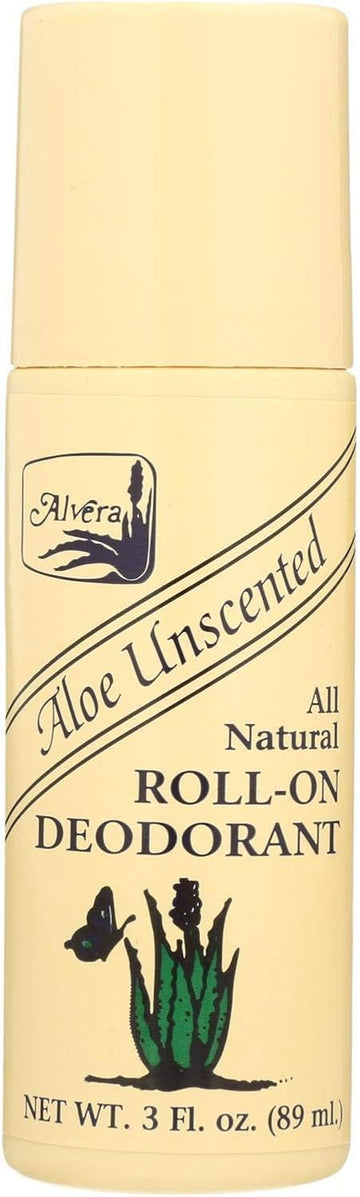 Alvera
Aloe Unscented
All
Natural
ROLL-ON
DEODORANT
NET WT. 3 Fl. oz. (89 ml.)